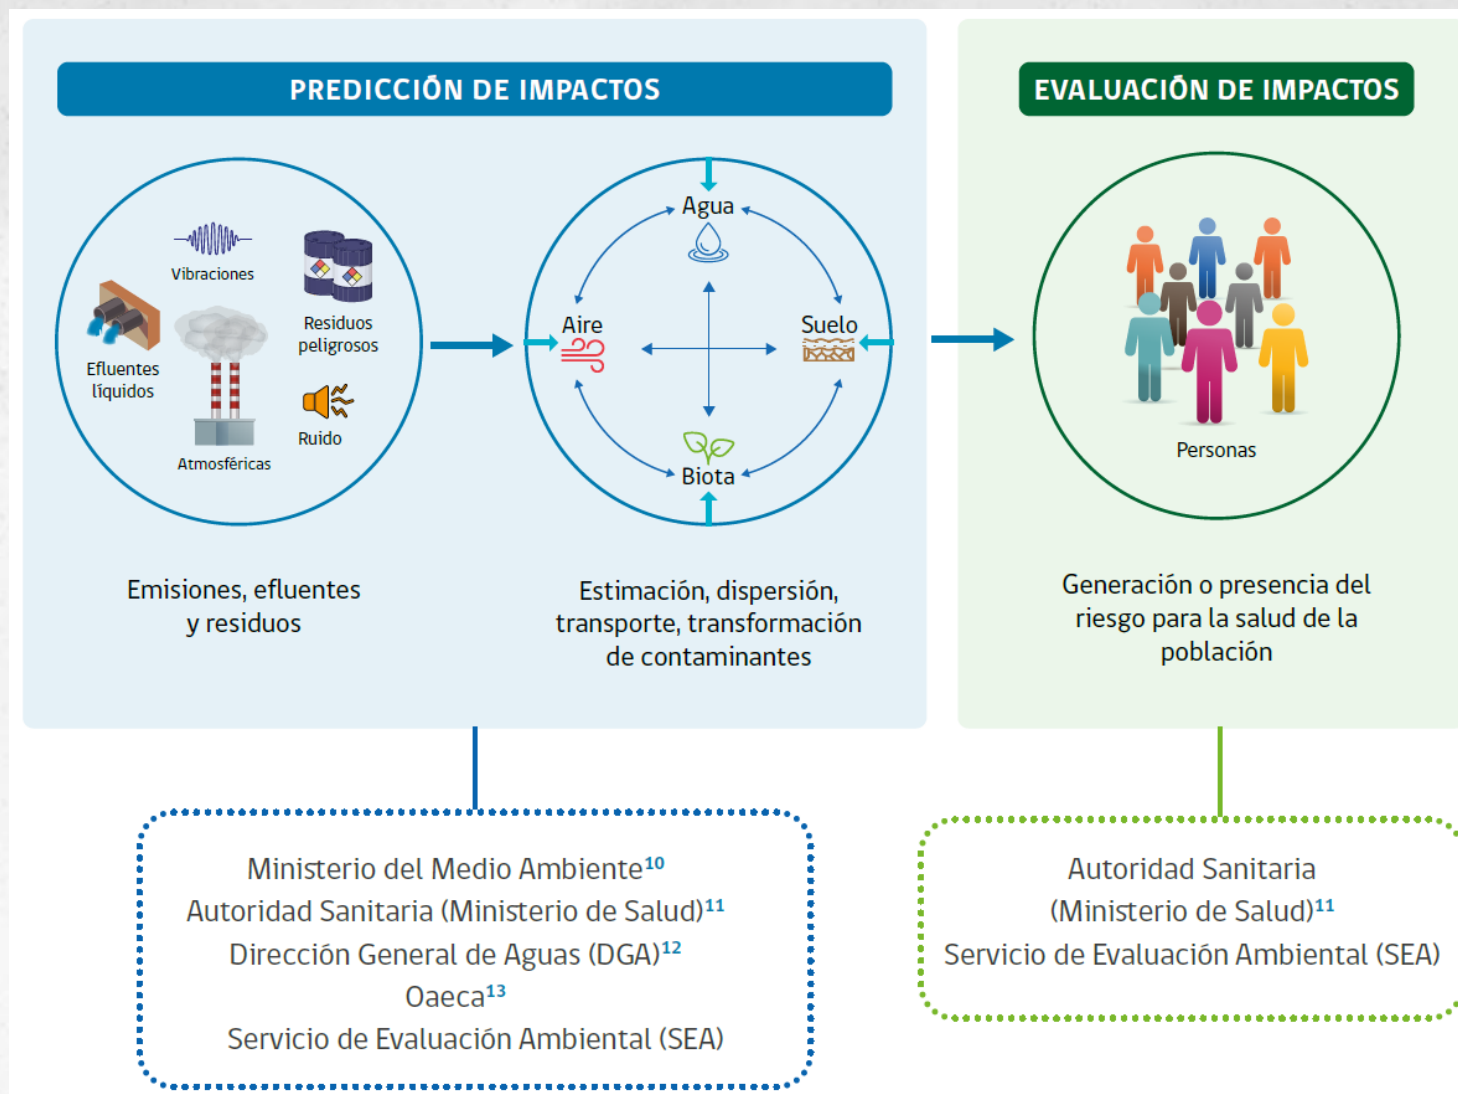 PREDICCIÓN DE IMPACTOS
EVALUACIÓN DE IMPACTOS
Vibraciones
Residuos
peligrosos
Efluentes
líquidos
Ruido
Atmosféricas
Agua
Aire
Suelo
Biota
Personas
Emisiones, efluentes
y residuos
Estimación, dispersión,
transporte, transformación
de contaminantes
Generación o presencia del
riesgo para la salud de la
población
Ministerio del Medio Ambiente10
Autoridad Sanitaria (Ministerio de Salud)11
Dirección General de Aguas (DGA)12
Oaeca13
Servicio de Evaluación Ambiental (SEA)
Autoridad Sanitaria
(Ministerio de Salud)11
Servicio de Evaluación Ambiental (SEA)